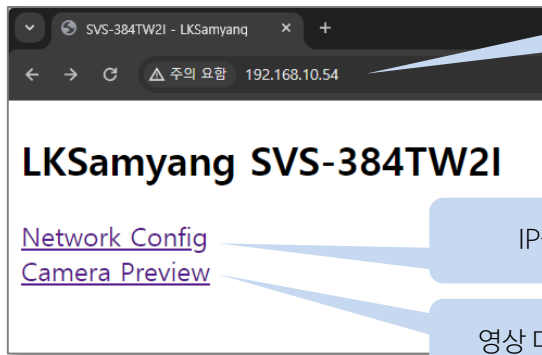 SVS-384TW2I - LKSamyang
주의 요함 192.168.10.54
LKSamyang SVS-384TW2I
Network Config
IP
Camera Preview
영상